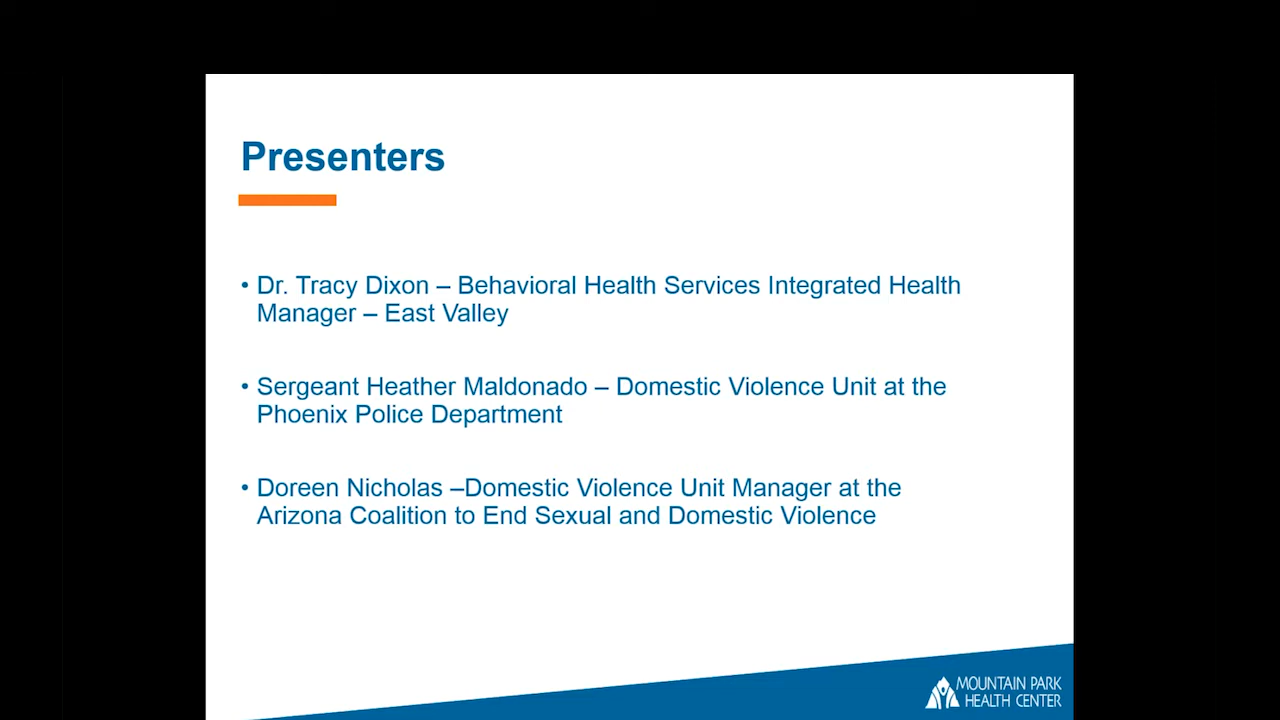 Presenters
• Dr. Tracy Dixon – Behavioral Health Services Integrated Health
Manager – East Valley
• Sergeant Heather Maldonado – Domestic Violence Unit at the
Phoenix Police Department
• Doreen Nicholas –Domestic Violence Unit Manager at the
Arizona Coalition to End Sexual and Domestic Violence
MOUNTAIN PARK
HEALTH CENTER